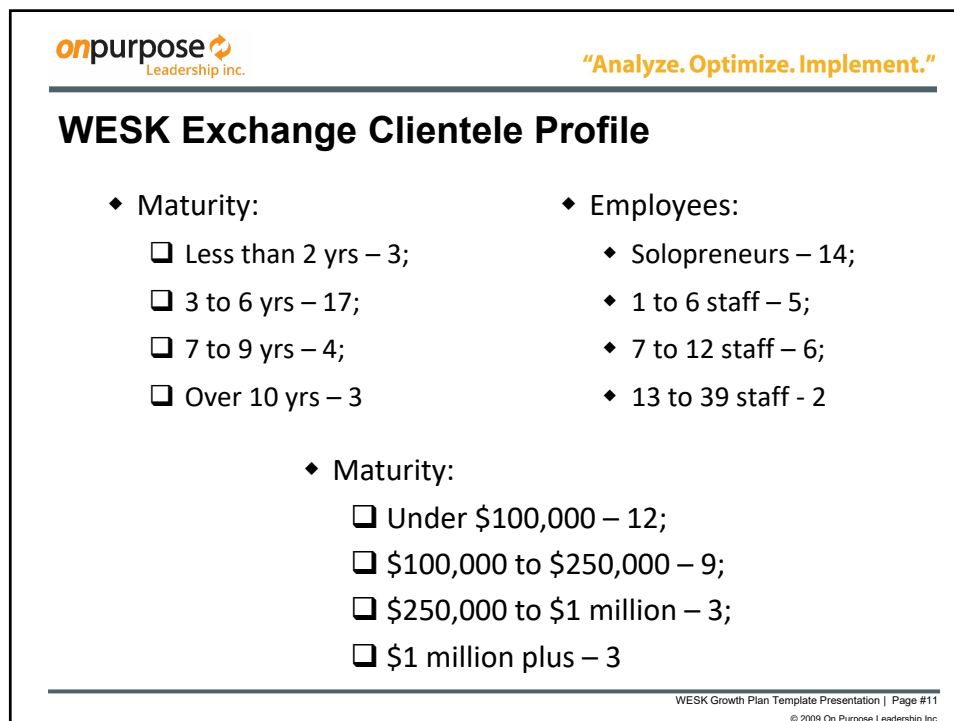 onpurpose
Leadership inc.
“Analyze. Optimize. Implement.”
WESK Exchange Clientele Profile
◆ Maturity:
❑ Less than 2 yrs – 3;
❑ 3 to 6 yrs – 17;
❑ 7 to 9 yrs – 4;
❑ Over 10 yrs – 3
◆ Employees:
◆ Solopreneurs – 14;
◆ 1 to 6 staff – 5;
◆ 7 to 12 staff – 6;
◆ 13 to 39 staff - 2
◆ Maturity:
❑ Under $100,000 – 12;
❑ $100,000 to $250,000 – 9;
❑ $250,000 to $1 million – 3;
❑ $1 million plus – 3
WESK Growth Plan Template Presentation | Page #11
© 2009 On Purpose Leadership Inc